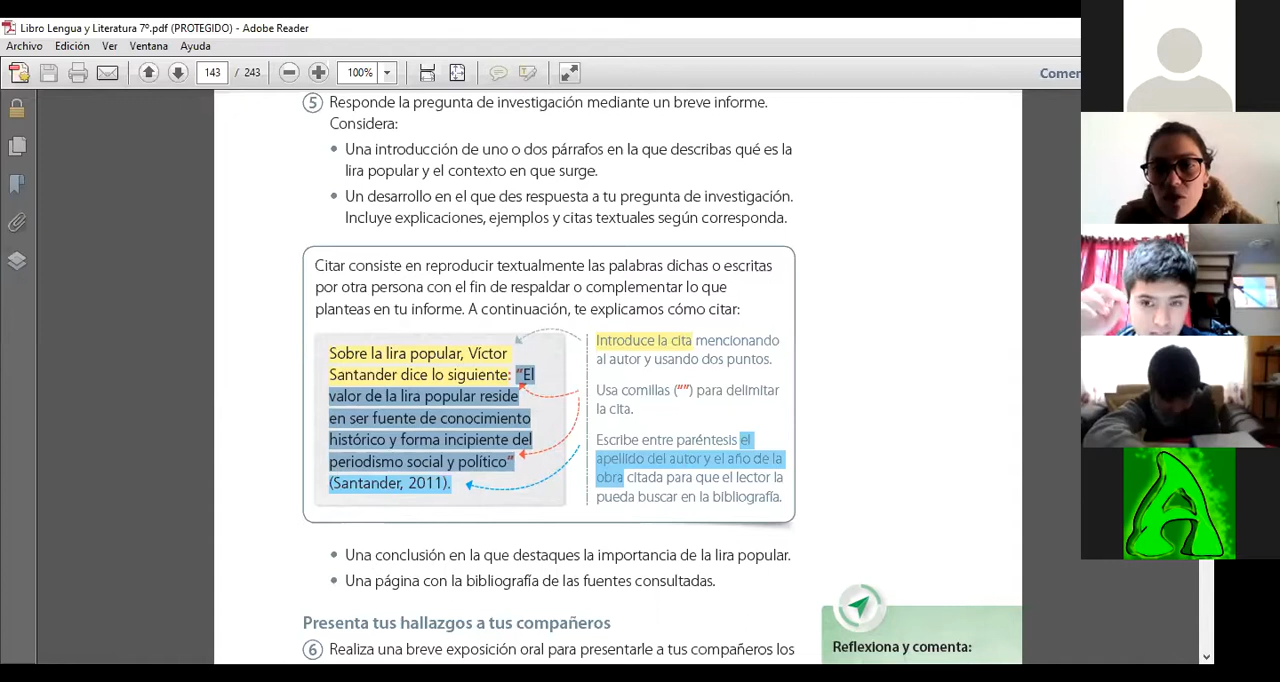 Libro Lengua y Literatura 7º.pdf (PROTEGIDO) - Adobe Reader
Archivo Edición Ver Ventana Ayuda
143 / 243 100%
Comen
5 Responde la pregunta de investigación mediante un breve informe.
Considera:
• Una introducción de uno o dos párrafos en la que describas qué es la
lira popular y el contexto en que surge.
• Un desarrollo en el que des respuesta a tu pregunta de investigación.
Incluye explicaciones, ejemplos y citas textuales según corresponda.
Citar consiste en reproducir textualmente las palabras dichas o escritas
por otra persona con el fin de respaldar o complementar lo que
planteas en tu informe. A continuación, te explicamos cómo citar:
Sobre la lira popular, Víctor
Santander dice lo siguiente: “El
valor de la lira popular reside
en ser fuente de conocimiento
histórico y forma incipiente del
periodismo social y político”
(Santander, 2011).
Introduce la cita mencionando
al autor y usando dos puntos.
Usa comillas (“”) para delimitar
la cita.
Escribe entre paréntesis el
apellido del autor y el año de la
obra citada para que el lector la
pueda buscar en la bibliografía.
• Una conclusión en la que destaques la importancia de la lira popular.
• Una página con la bibliografía de las fuentes consultadas.
Presenta tus hallazgos a tus compañeros
6 Realiza una breve exposición oral para presentarle a tus compañeros los
Reflexiona y comenta:
A